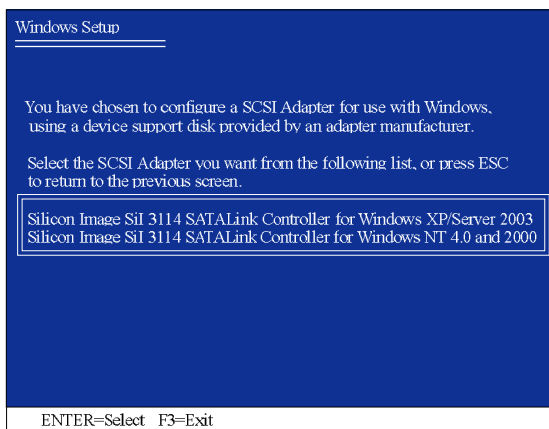 Windows Setup
You have chosen to configure a SCSI Adapter for use with Windows,
using a device support disk provided by an adapter manufacturer.
Select the SCSI Adapter you want from the following list, or press ESC
to return to the previous screen.
Silicon Image SiI 3114 SATALink Controller for Windows XP/Server 2003
Silicon Image SiI 3114 SATALink Controller for Windows NT 4.0 and 2000
ENTER=Select F3=Exit